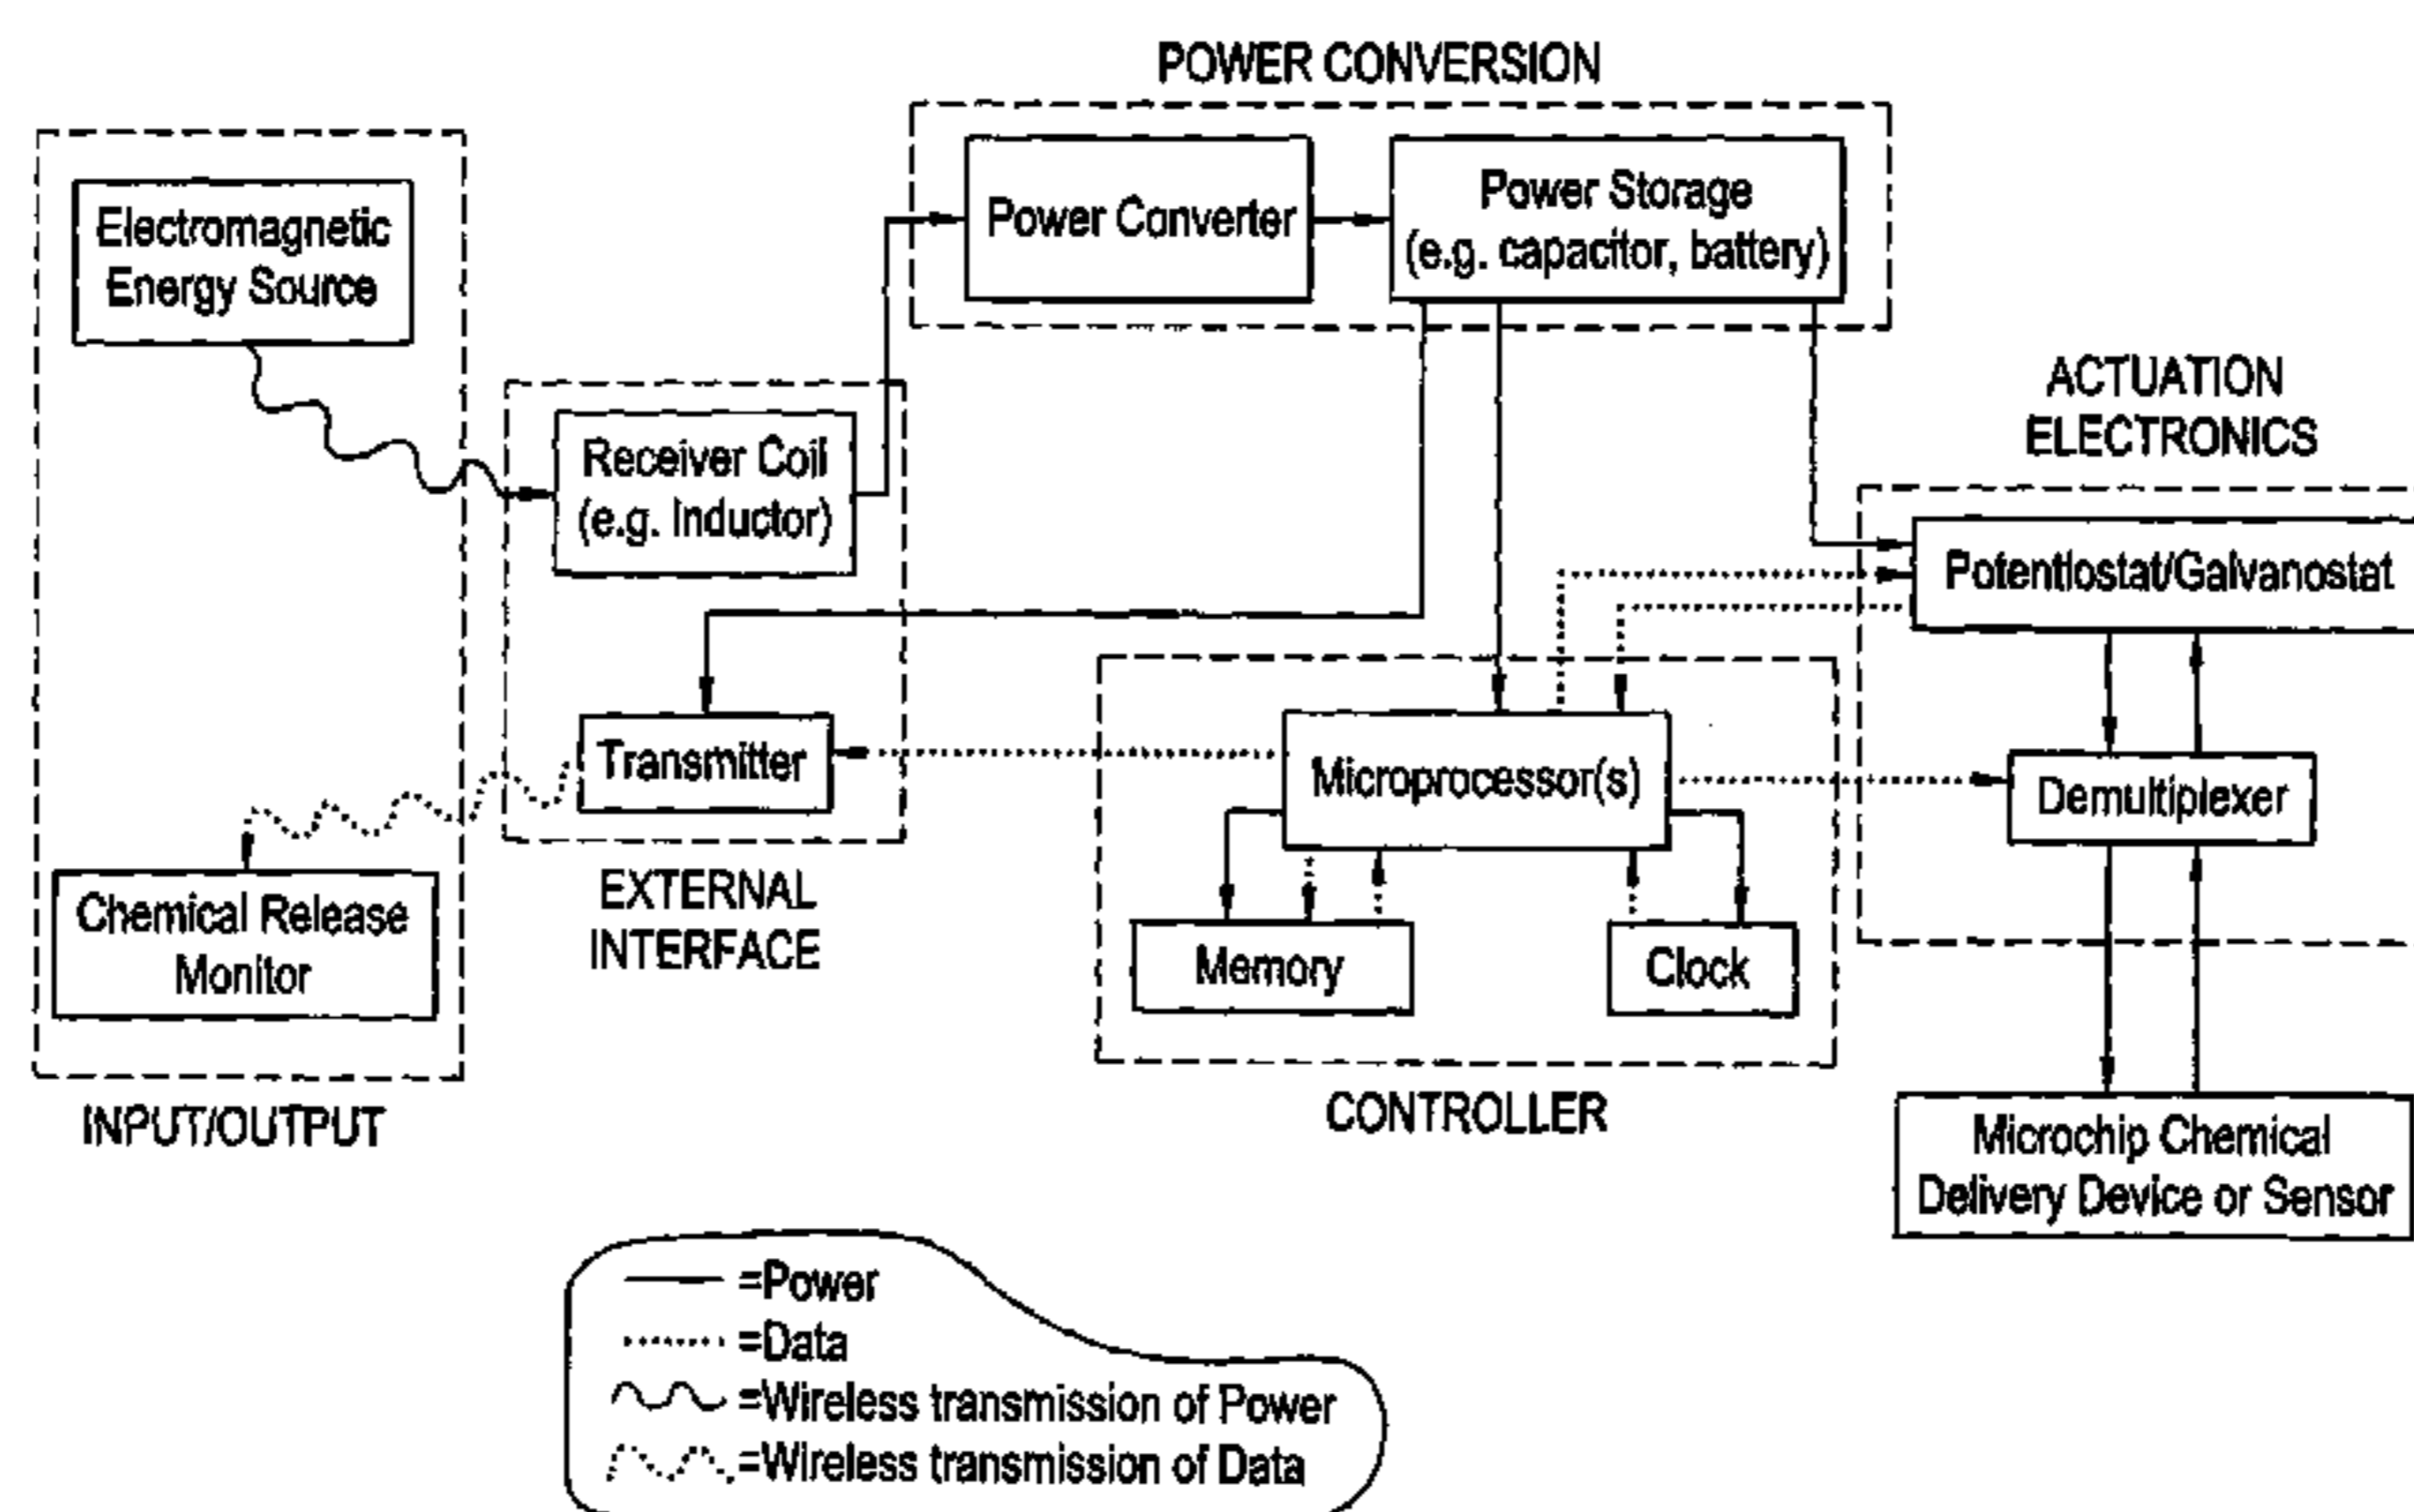 POWER CONVERSION
Electromagnetic
Energy Source
Power Converter
Power Storage
(e.g. capacitor, battery)
Receiver Coil
(e.g. Inductor)
ACTUATION
ELECTRONICS
Potentiostat/Galvanostat
Transmitter
Microprocessor(s)
Demultiplexer
Chemical Release
Monitor
EXTERNAL
INTERFACE
Memory
Clock
INPUT/OUTPUT
CONTROLLER
Microchip Chemical
Delivery Device or Sensor
=Power
=Data
=Wireless transmission of Power
=Wireless transmission of Data